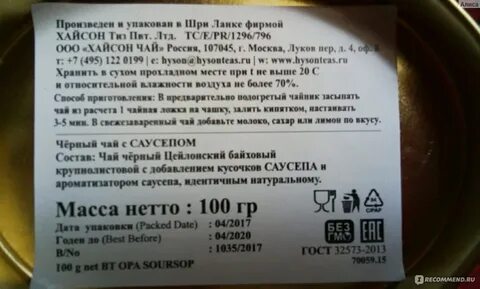 Алиса
Произведен и упакован в Шри Ланке фирмой
ХАЙСОН Тиз Пвт. Лтд. TC/E/PR/1296/796
ООО «ХАЙСОН ЧАЙ» Россия, 107045, г. Москва, Луков пер. д. 4, оф. 8
т: +7 (495) 122 0199 | e: hyson@hysonteas.ru | w: www.hysonteas.ru
Хранить в сухом прохладном месте при t не выше 20 С
и относительной влажности воздуха не более 70%.
Способ приготовления: В предварительно подогретый чайник засыпать
чай из расчета 1 чайная ложка на чашку, залить кипятком, настаивать
3-5 мин. В свежезаваренный чай добавьте молоко, сахар или лимон по вкусу.
Чёрный чай с САУСЕПОМ
Состав: Чай чёрный Цейлонский байховый
крупнолистовой с добавлением кусочков САУСЕПА и
ароматизатором саусепа, идентичным натуральному.
Масса нетто : 100 гр
Дата упаковки (Packed Date) : 04/2017
Годен до (Best Before) : 04/2020
B/No : 1035/2017
100 g net BT OPA SOURSOP
БЕЗ ГМО
EAC
ГОСТ 32573-2013
70059.15
IRECOMMEND.RU